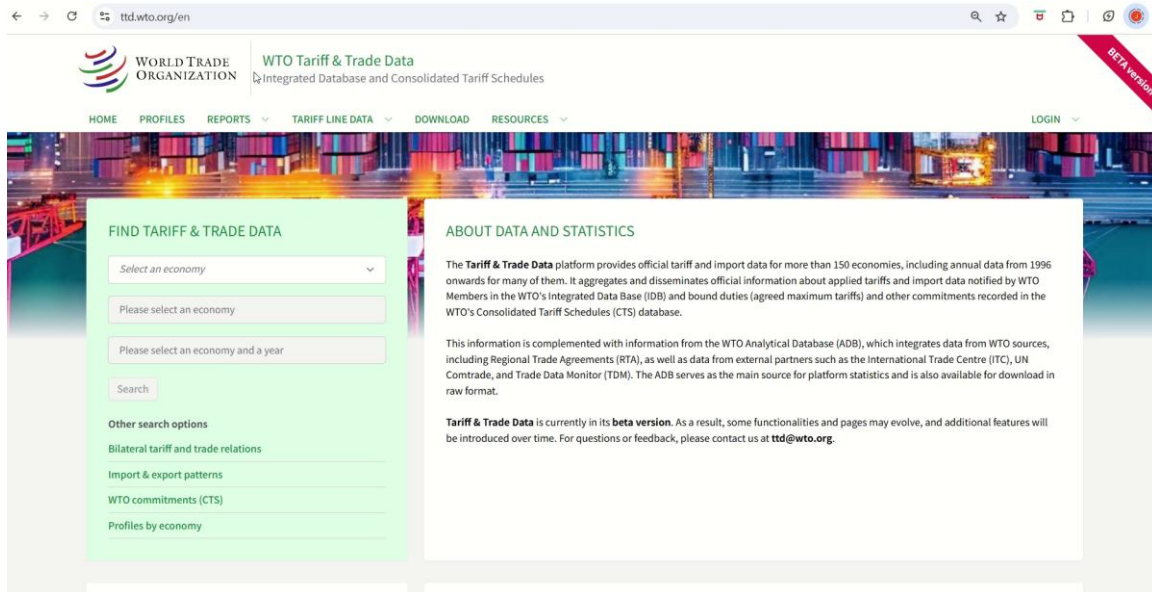 ttd.wto.org/en
BETA version
WORLD TRADE
ORGANIZATION
WTO Tariff & Trade Data
Integrated Database and Consolidated Tariff Schedules
HOME PROFILES REPORTS TARIFF LINE DATA DOWNLOAD RESOURCES LOGIN
FIND TARIFF & TRADE DATA
Select an economy
Please select an economy
Please select an economy and a year
Search
Other search options
Bilateral tariff and trade relations
Import & export patterns
WTO commitments (CTS)
Profiles by economy
ABOUT DATA AND STATISTICS
The Tariff & Trade Data platform provides official tariff and import data for more than 150 economies, including annual data from 1996
onwards for many of them. It aggregates and disseminates official information about applied tariffs and import data notified by WTO
Members in the WTO's Integrated Data Base (IDB) and bound duties (agreed maximum tariffs) and other commitments recorded in the
WTO's Consolidated Tariff Schedules (CTS) database.
This information is complemented with information from the WTO Analytical Database (ADB), which integrates data from WTO sources,
including Regional Trade Agreements (RTA), as well as data from external partners such as the International Trade Centre (ITC), UN
Comtrade, and Trade Data Monitor (TDM). The ADB serves as the main source for platform statistics and is also available for download in
raw format.
Tariff & Trade Data is currently in its beta version. As a result, some functionalities and pages may evolve, and additional features will
be introduced over time. For questions or feedback, please contact us at ttd@wto.org.